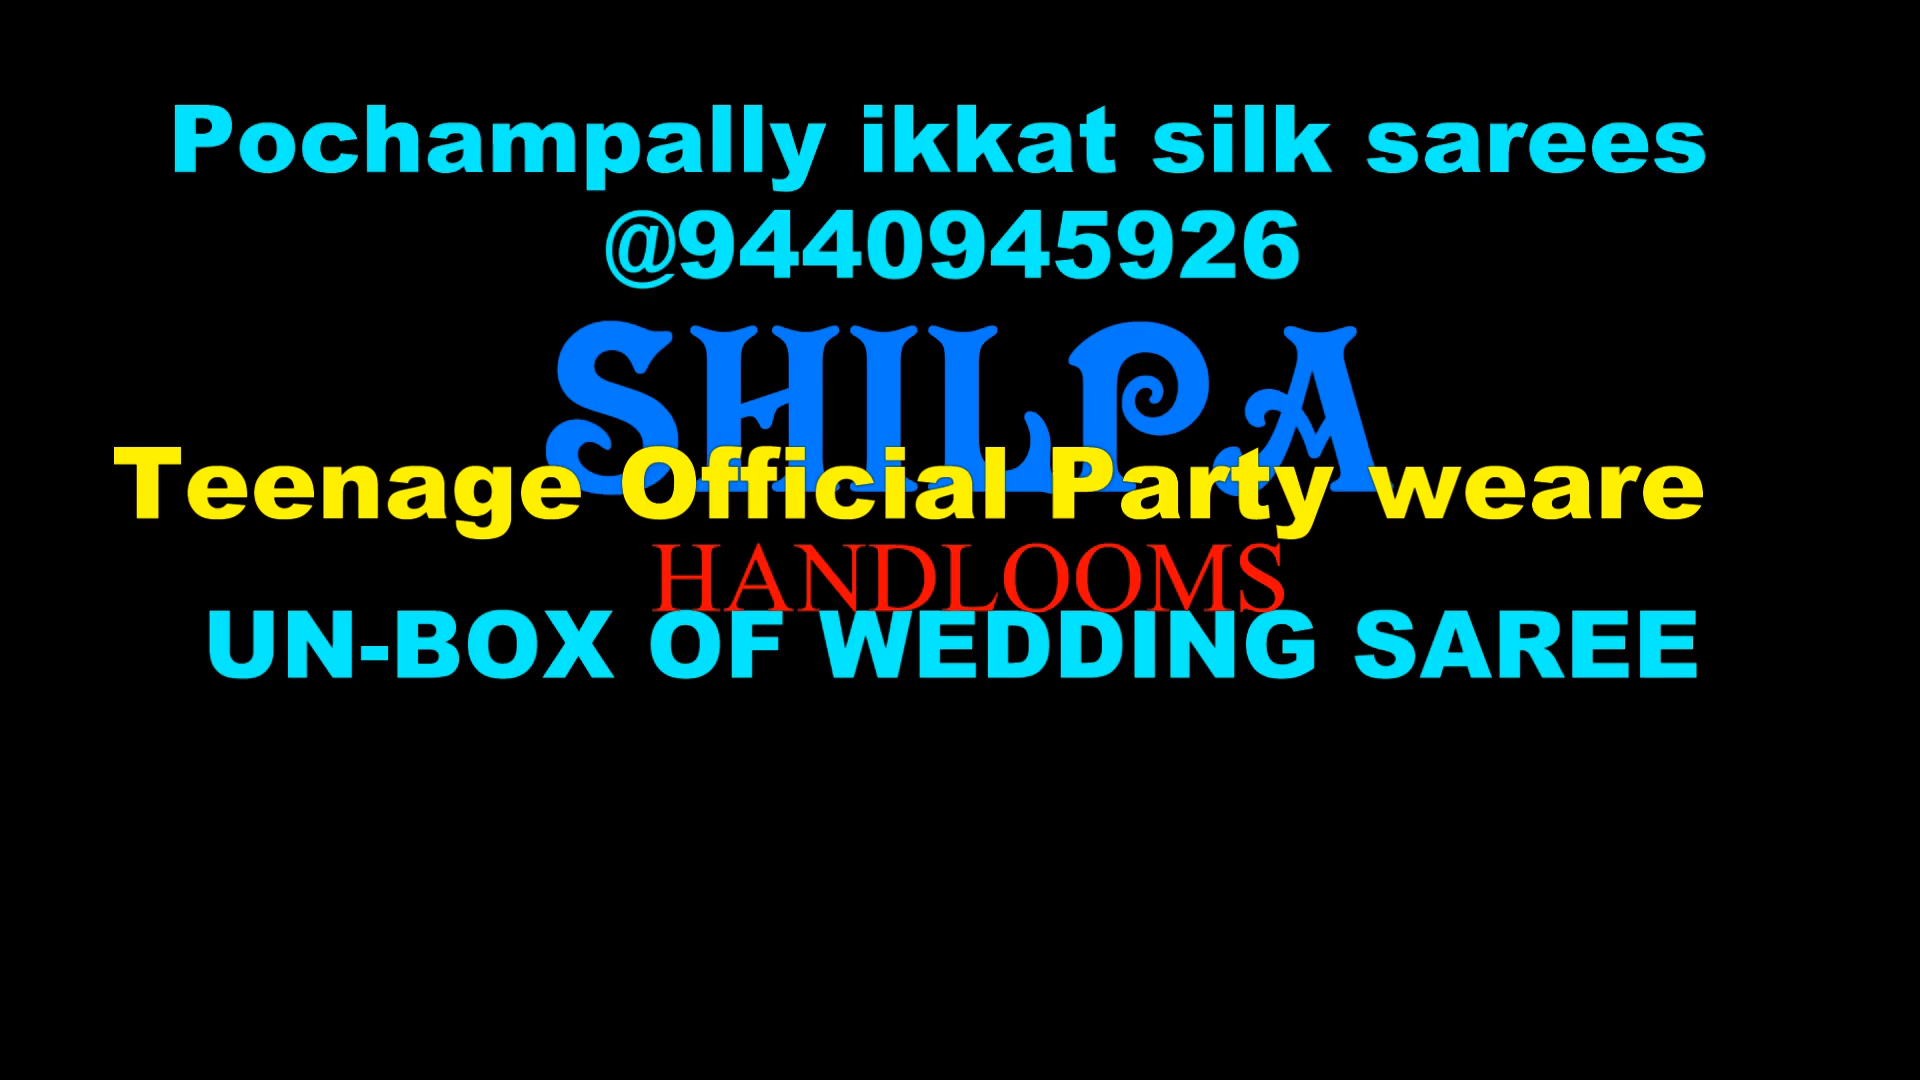 Pochampally ikkat silk sarees
@9440945926
SHILPA
Teenage Official Party weare
HANDLOOMS
UN-BOX OF WEDDING SAREE